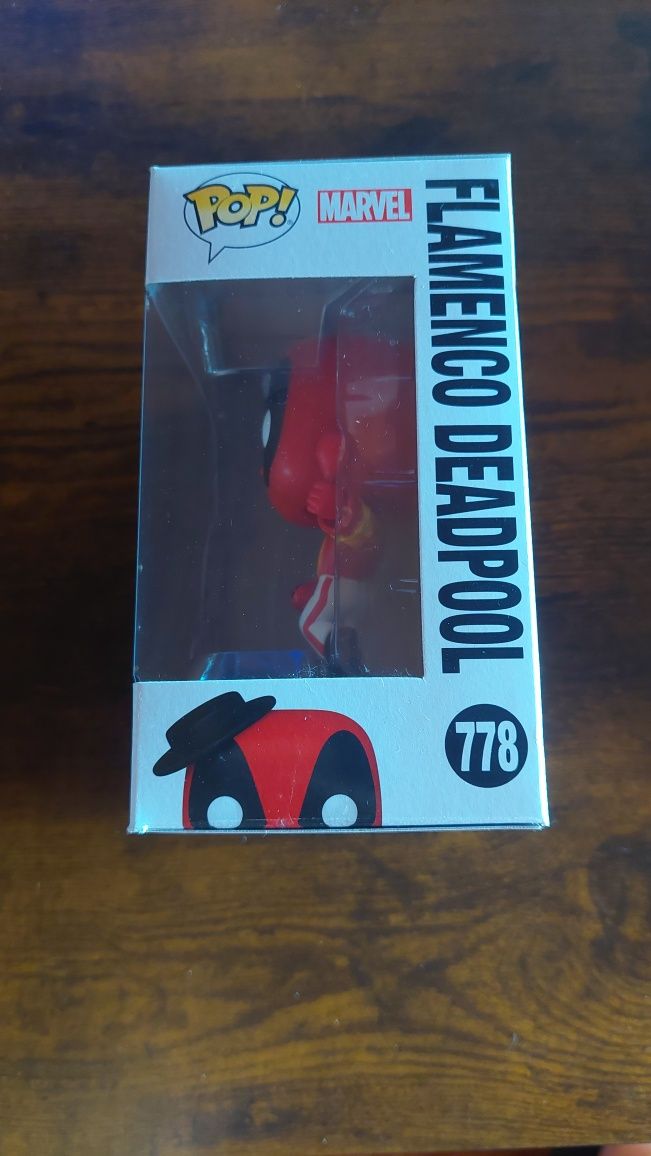 POP!
MARVEL
FLAMENCO DEADPOOL
778